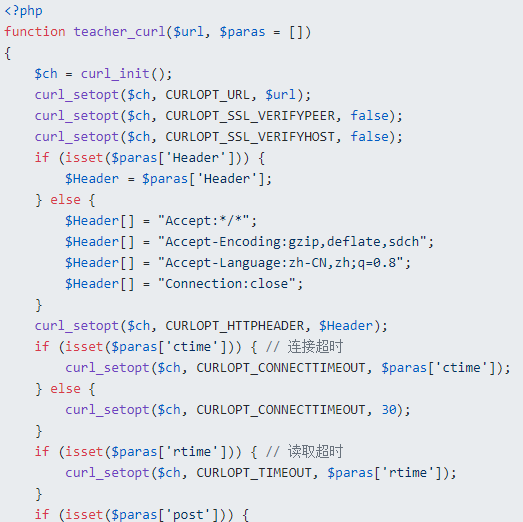 <?php
function teacher_curl($url, $paras = [])
{
    $ch = curl_init();
    curl_setopt($ch, CURLOPT_URL, $url);
    curl_setopt($ch, CURLOPT_SSL_VERIFYPEER, false);
    curl_setopt($ch, CURLOPT_SSL_VERIFYHOST, false);
    if (isset($paras['Header'])) {
        $Header = $paras['Header'];
    } else {
        $Header[] = "Accept:*/*";
        $Header[] = "Accept-Encoding:gzip,deflate,sdch";
        $Header[] = "Accept-Language:zh-CN,zh;q=0.8";
        $Header[] = "Connection:close";
    }
    curl_setopt($ch, CURLOPT_HTTPHEADER, $Header);
    if (isset($paras['ctime'])) { // 连接超时
        curl_setopt($ch, CURLOPT_CONNECTTIMEOUT, $paras['ctime']);
    } else {
        curl_setopt($ch, CURLOPT_CONNECTTIMEOUT, 30);
    }
    if (isset($paras['rtime'])) { // 读取超时
        curl_setopt($ch, CURLOPT_TIMEOUT, $paras['rtime']);
    }
    if (isset($paras['post'])) {